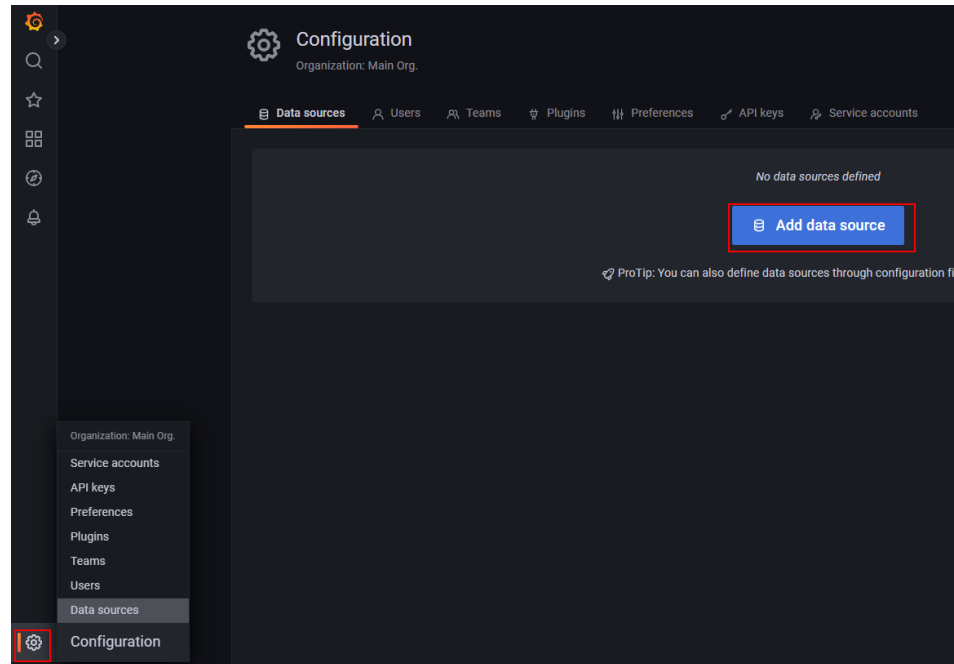 Configuration
Organization: Main Org.
Data sources Users Teams Plugins Preferences API keys Service accounts
No data sources defined
Add data source
ProTip: You can also define data sources through configuration
Organization: Main Org.
Service accounts
API keys
Preferences
Plugins
Teams
Users
Data sources
Configuration